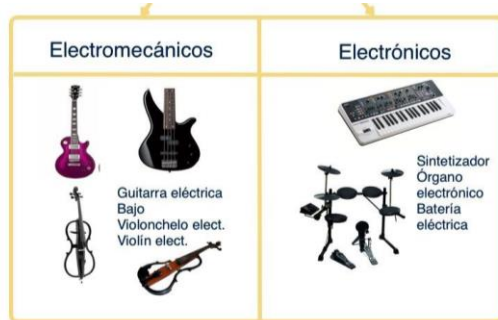 Electromecánicos
Guitarra eléctrica
Bajo
Violonchelo elect.
Violín elect.
Electrónicos
Sintetizador
Órgano
electrónico
Batería
eléctrica